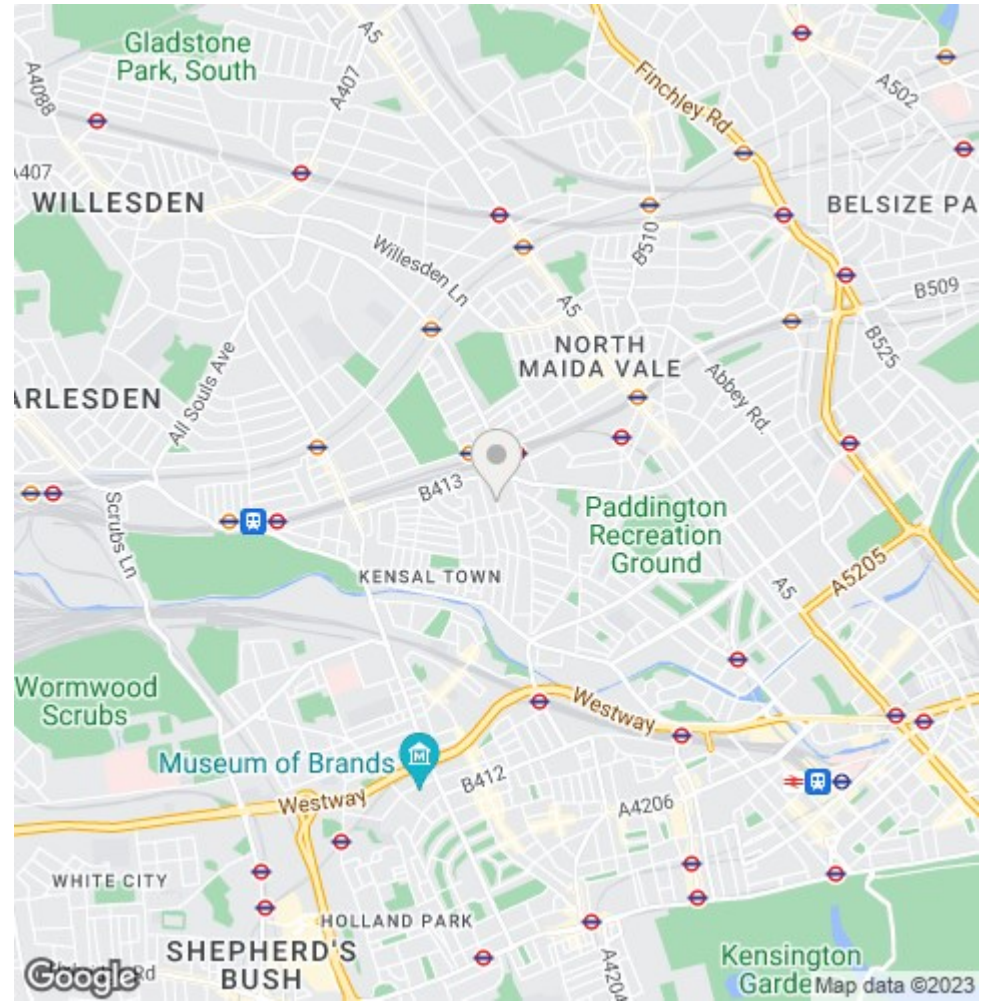 Gladstone
Park, South
A5
A407
A4088
Finchley Rd
A502
A407
WILLESDEN
BELSIZE PA
B510
Willesden Ln
A5
B509
NORTH
MAIDA VALE
B525
All Souls Ave
Abbey Rd.
ARLESDEN
B413
Scrubs Ln
Paddington
Recreation
Ground
KENSAL TOWN
A5205
A5
Wormwood
Scrubs
Westway
Museum of Brands
M
B412
Westway
A4206
WHITE CITY
HOLLAND PARK
SHEPHERD'S
BUSH
A4204
Kensington
Garde
Google
Rd
Map data ©2023